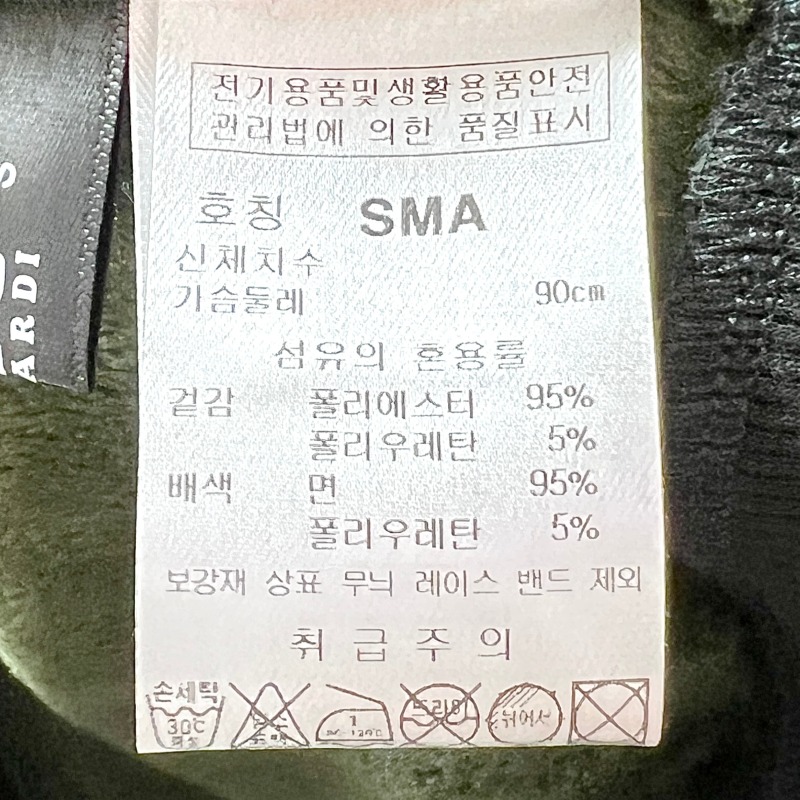 ARDI
전기용품및생활용품안전
관리법에 의한 품질표시
호칭 SMA
신체치수
가슴둘레 90cm
섬유의 혼용률
겉감 폴리에스터 95%
폴리우레탄 5%
배색 면 95%
폴리우레탄 5%
보강재 상표 무늬 레이스 밴드 제외
취급주의
손세탁
30℃
드라이
뉘어서